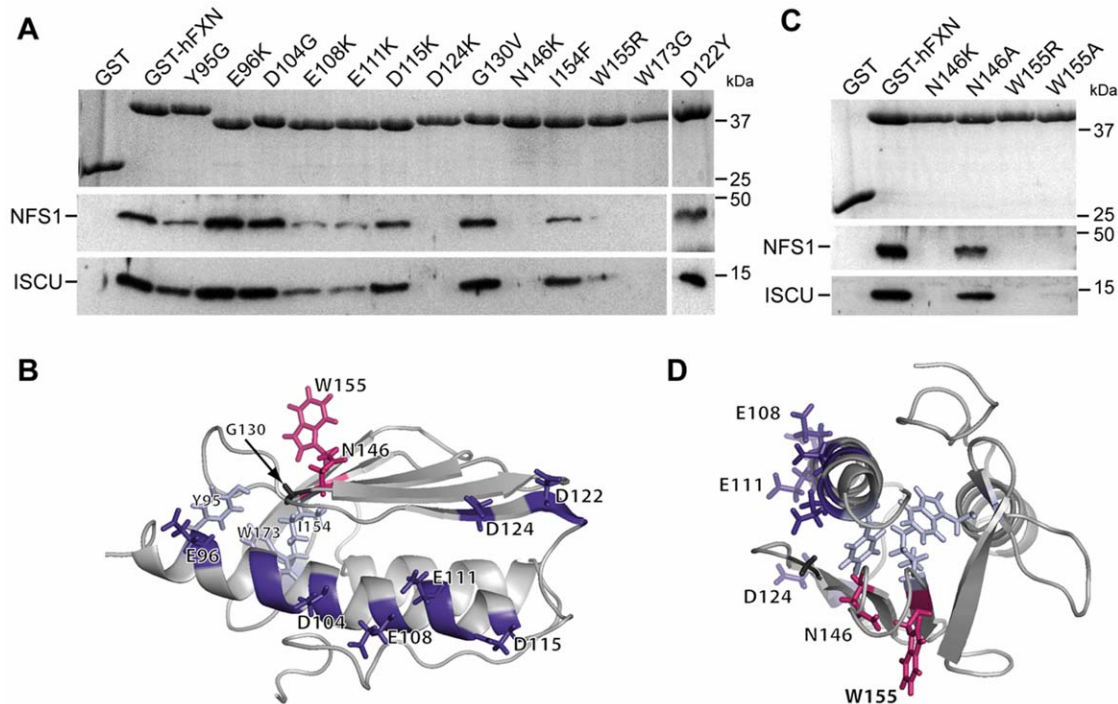 A
GST
GST-hFXN
Y95G
E96K
D104G
E108K
E111K
D115K
D124K
G130V
N146K
I154F
W155R
W173G
D122Y
kDa
37
25
NFS1
50
ISCU
15
C
GST
GST-hFXN
N146K
N146A
W155R
W155A
kDa
37
25
NFS1
50
ISCU
15
B
W155
G130
N146
Y95
D122
W173
I154
D124
E96
E111
D104
E108
D115
D
E108
E111
D124
N146
W155